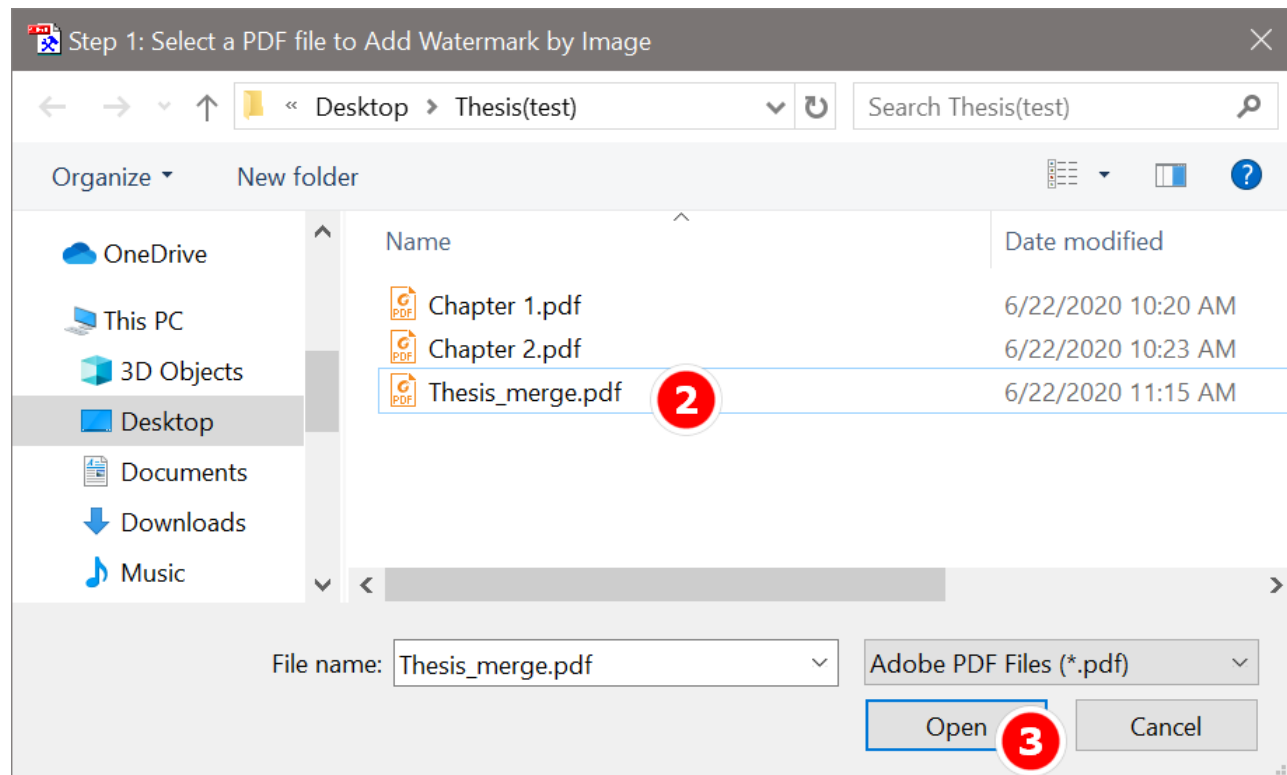 Step 1: Select a PDF file to Add Watermark by Image
« Desktop > Thesis(test)
Search Thesis(test)
Organize
New folder
?
OneDrive
This PC
3D Objects
Desktop
Documents
Downloads
Music
Name
Date modified
PDF Chapter 1.pdf 6/22/2020 10:20 AM
PDF Chapter 2.pdf 6/22/2020 10:23 AM
PDF Thesis_merge.pdf 2 6/22/2020 11:15 AM
File name: Thesis_merge.pdf
Adobe PDF Files (*.pdf)
Open 3
Cancel